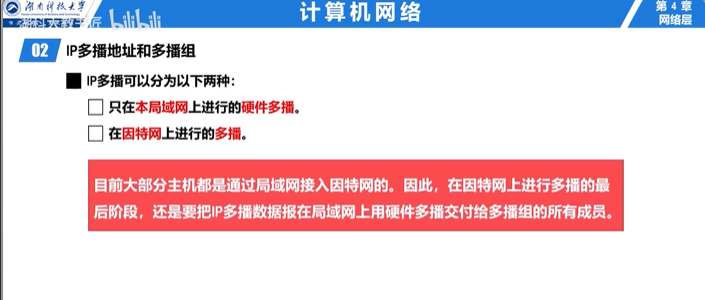 湖南科技大学
计算机网络
第 4 章
网络层
bilibili
02 IP多播地址和多播组
IP多播可以分为以下两种：
只在本局域网上进行的硬件多播。
在因特网上进行的多播。
目前大部分主机都是通过局域网接入因特网的。因此，在因特网上进行多播的最
后阶段，还是要把IP多播数据报在局域网上用硬件多播交付给多播组的所有成员。